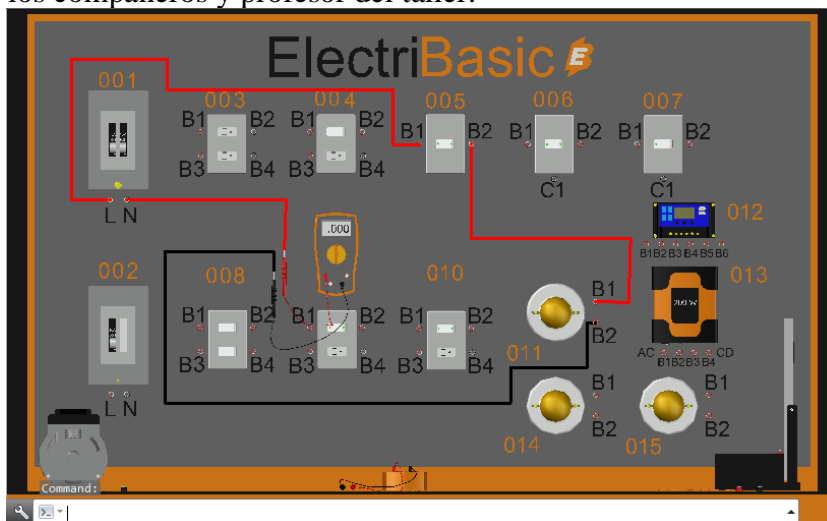 los compañeros y profesor del taller.
ElectriBasic
001
003 004 005 006 007
B1 B2 B1 B2 B1 B2 B1 B2 B1 B2
B3 B4 B3 B4
C1 C1
L N
012
B1B2B3B4B5B6
.000
002
008
010
013
200 W
B1 B2 B1 B2 B1 B2
B3 B4 B3 B4 B3 B4
B1
B2
011
AC CD
B1B2B3B4
L N
B1 B1
B2 B2
014
015
Command: